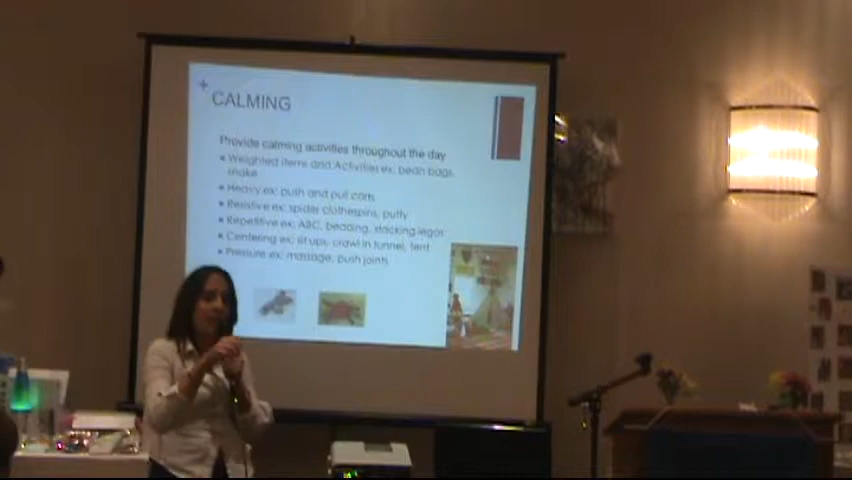 +
CALMING
Provide calming activities throughout the day
Weighted items and Activities ex: bean bags,
snake
Heavy ex: push and pull carts
Resistive ex: spider clothespins, putty
Repetitive ex: ABC, beading, stacking legos
Centering ex: sit ups, crawl in tunnel, tent
Pressure ex: massage, push joints